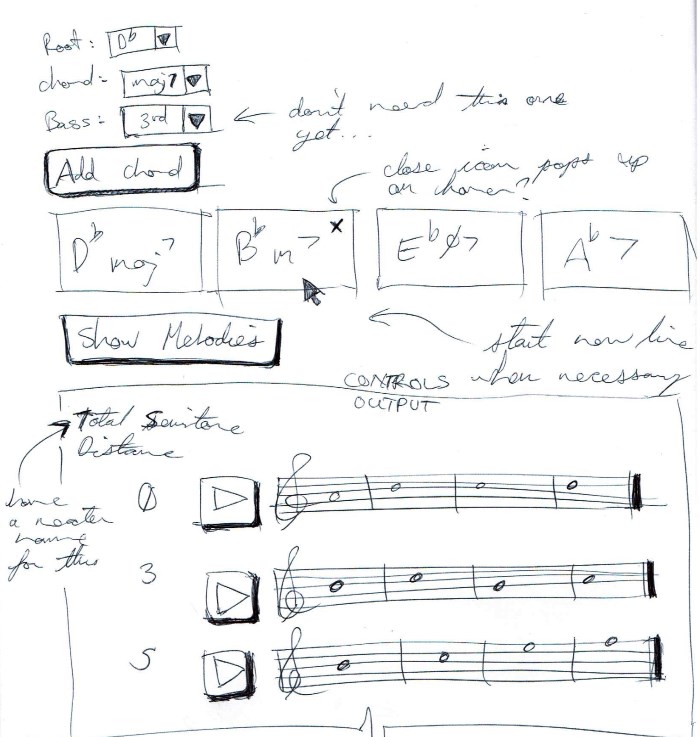 Root: D♭
chord: maj7
Bass: 3rd
don't need this one
yet...
Add chord
close icon pops up
on hover?
D♭ maj7
B♭m7 x
E♭ø7
A♭7
Show Melodies
start new line
when necessary
CONTROLS
OUTPUT
Total Semitone
Distance
have
a neater
name
for this
0
3
5